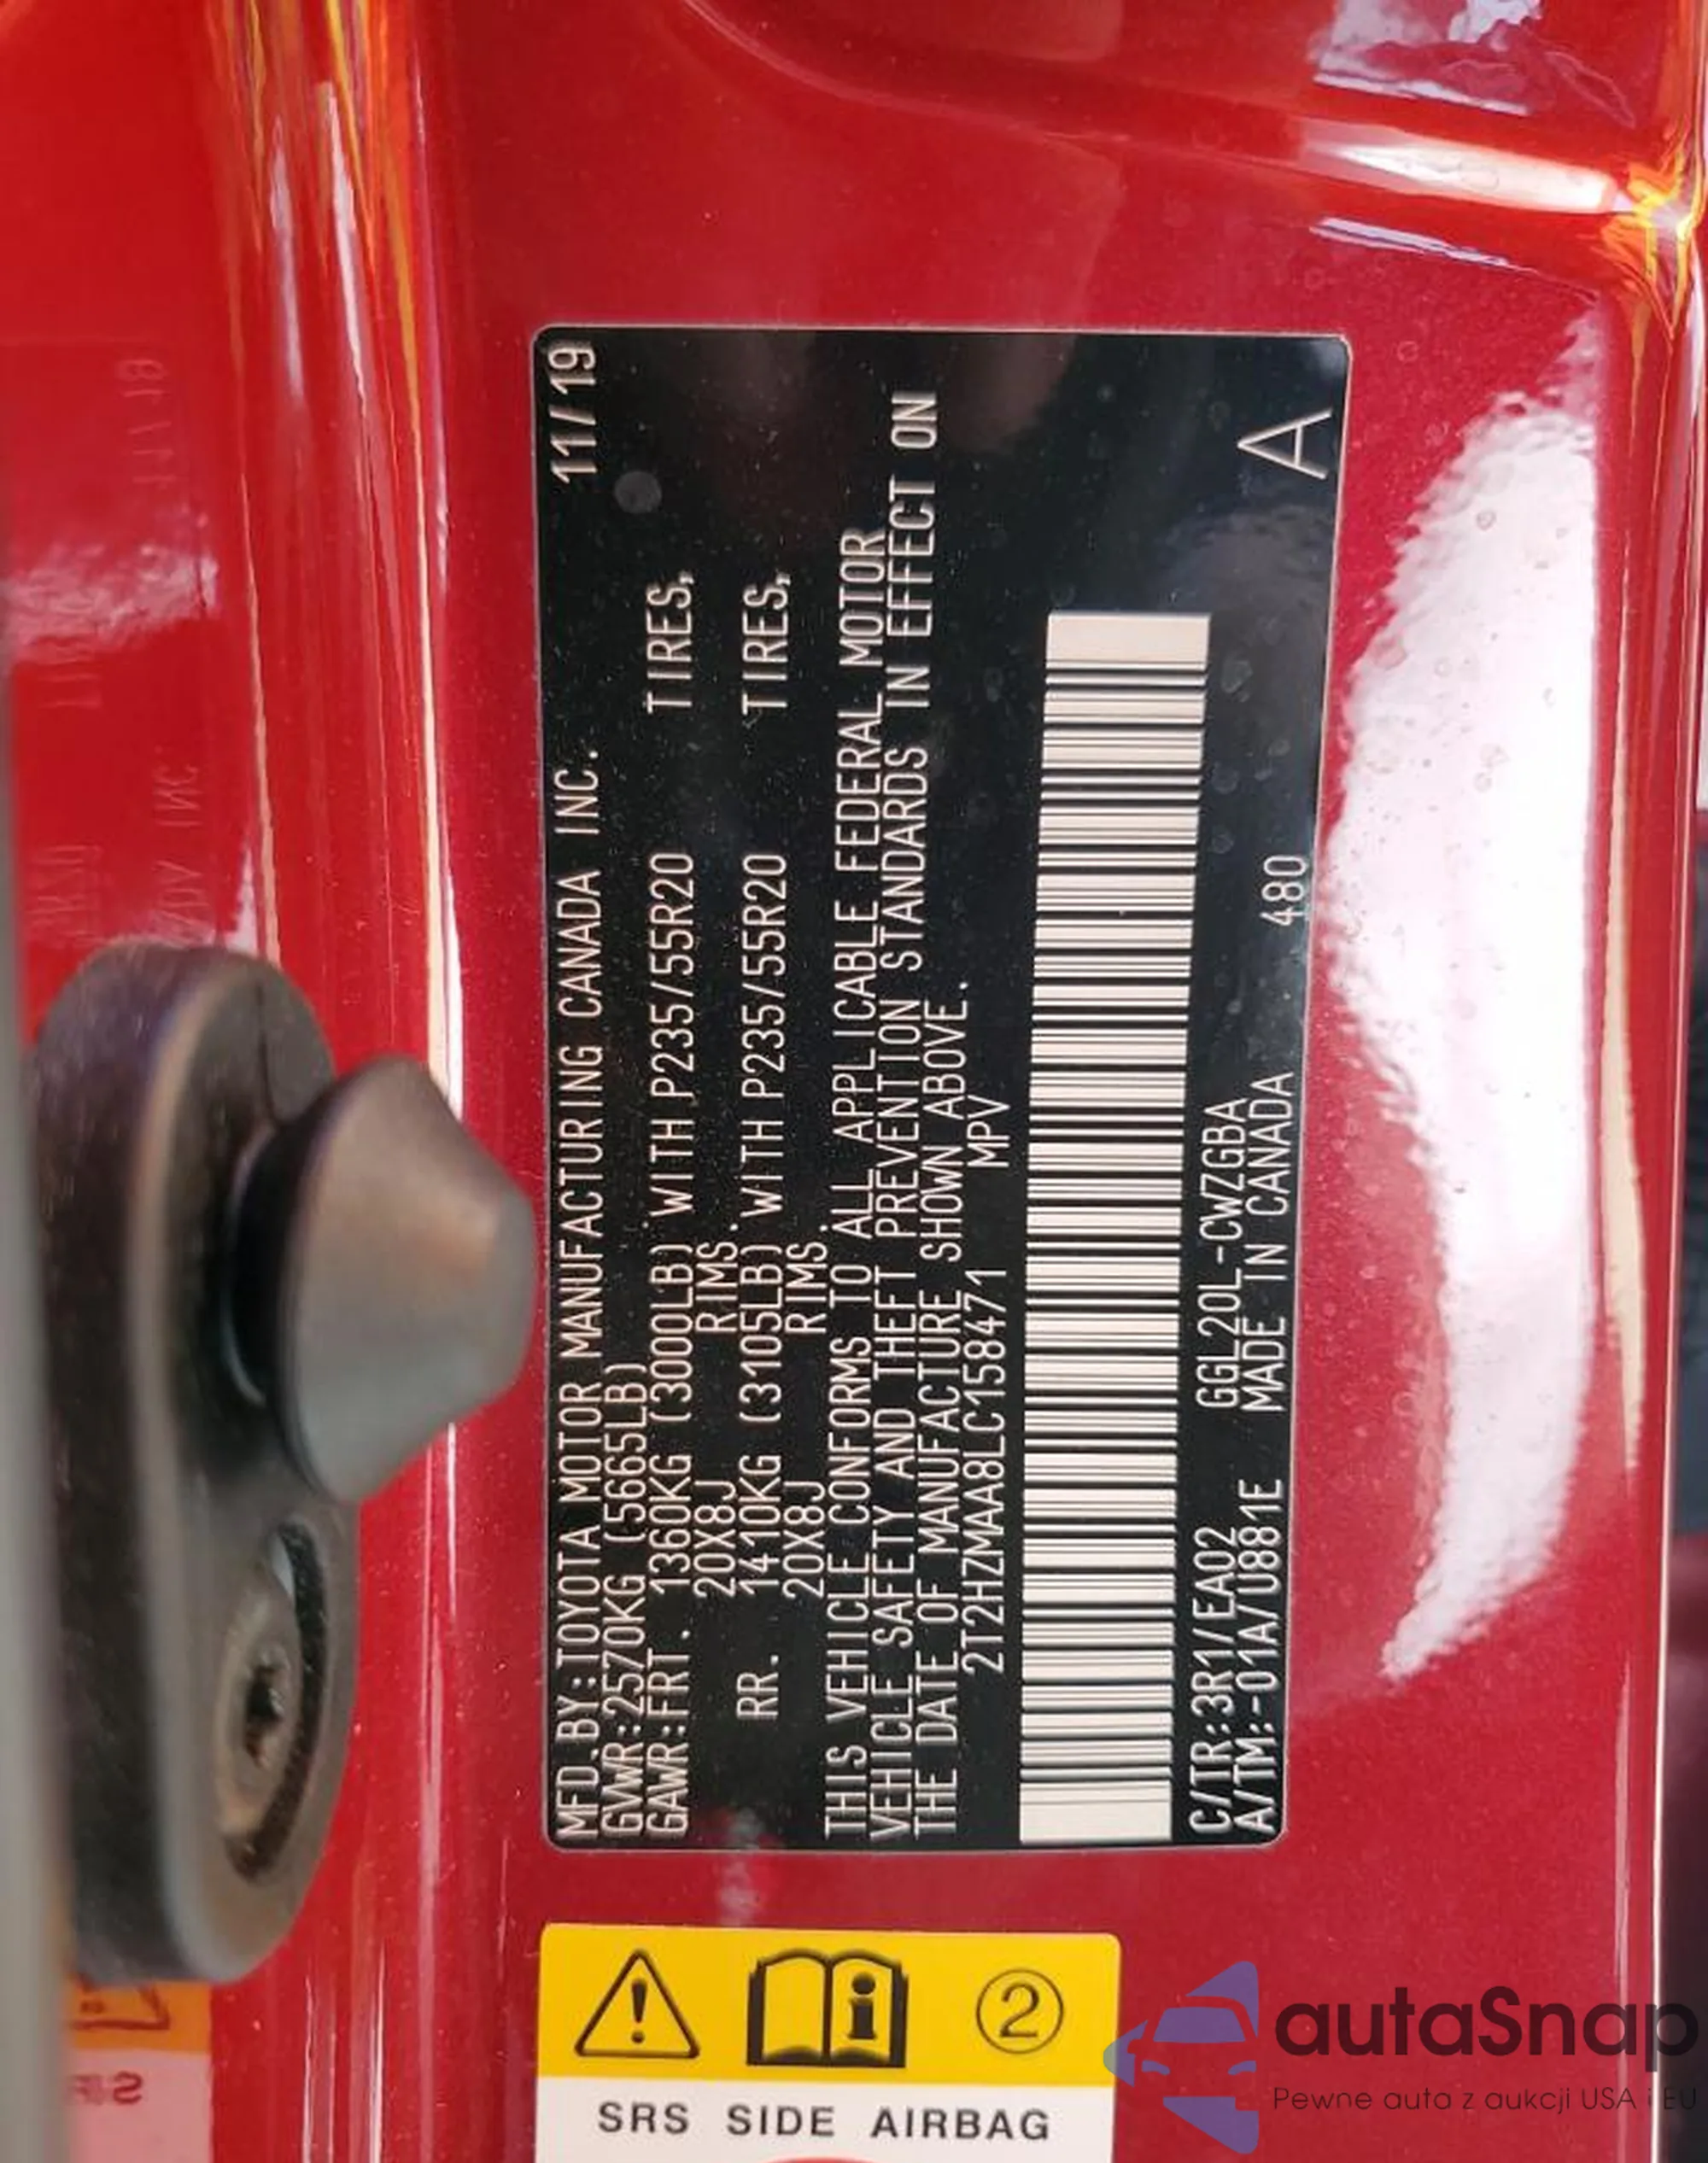 MFD.BY:TOYOTA MOTOR MANUFACTURING CANADA INC. 11/19
GVWR:2570KG (5665LB)
GAWR:FRT. 1360KG (3000LB) WITH P235/55R20 TIRES,
20X8J RIMS.
RR. 1410KG (3105LB) WITH P235/55R20 TIRES,
20X8J RIMS.
THIS VEHICLE CONFORMS TO ALL APPLICABLE FEDERAL MOTOR
VEHICLE SAFETY AND THEFT PREVENTION STANDARDS IN EFFECT ON
THE DATE OF MANUFACTURE SHOWN ABOVE.
2T2HZMAA8LC158471 MPV
C/TR:3R1/EA02 GGL20L-CWZGBA
A/TM:-01A/U881E MADE IN CANADA 480
A
2
SRS SIDE AIRBAG
autaSnap
Pewne auta z aukcji USA i EU